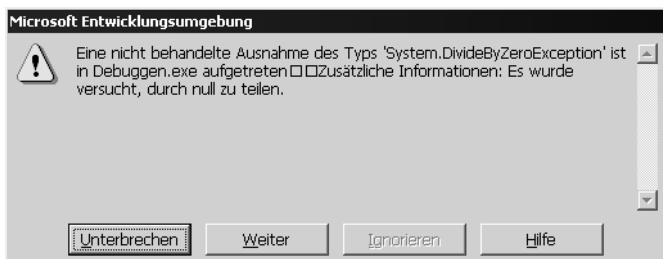 Microsoft Entwicklungsumgebung
Eine nicht behandelte Ausnahme des Typs 'System.DivideByZeroException' ist
in Debuggen.exe aufgetreten□□Zusätzliche Informationen: Es wurde
versucht, durch null zu teilen.
Unterbrechen Weiter Ignorieren Hilfe